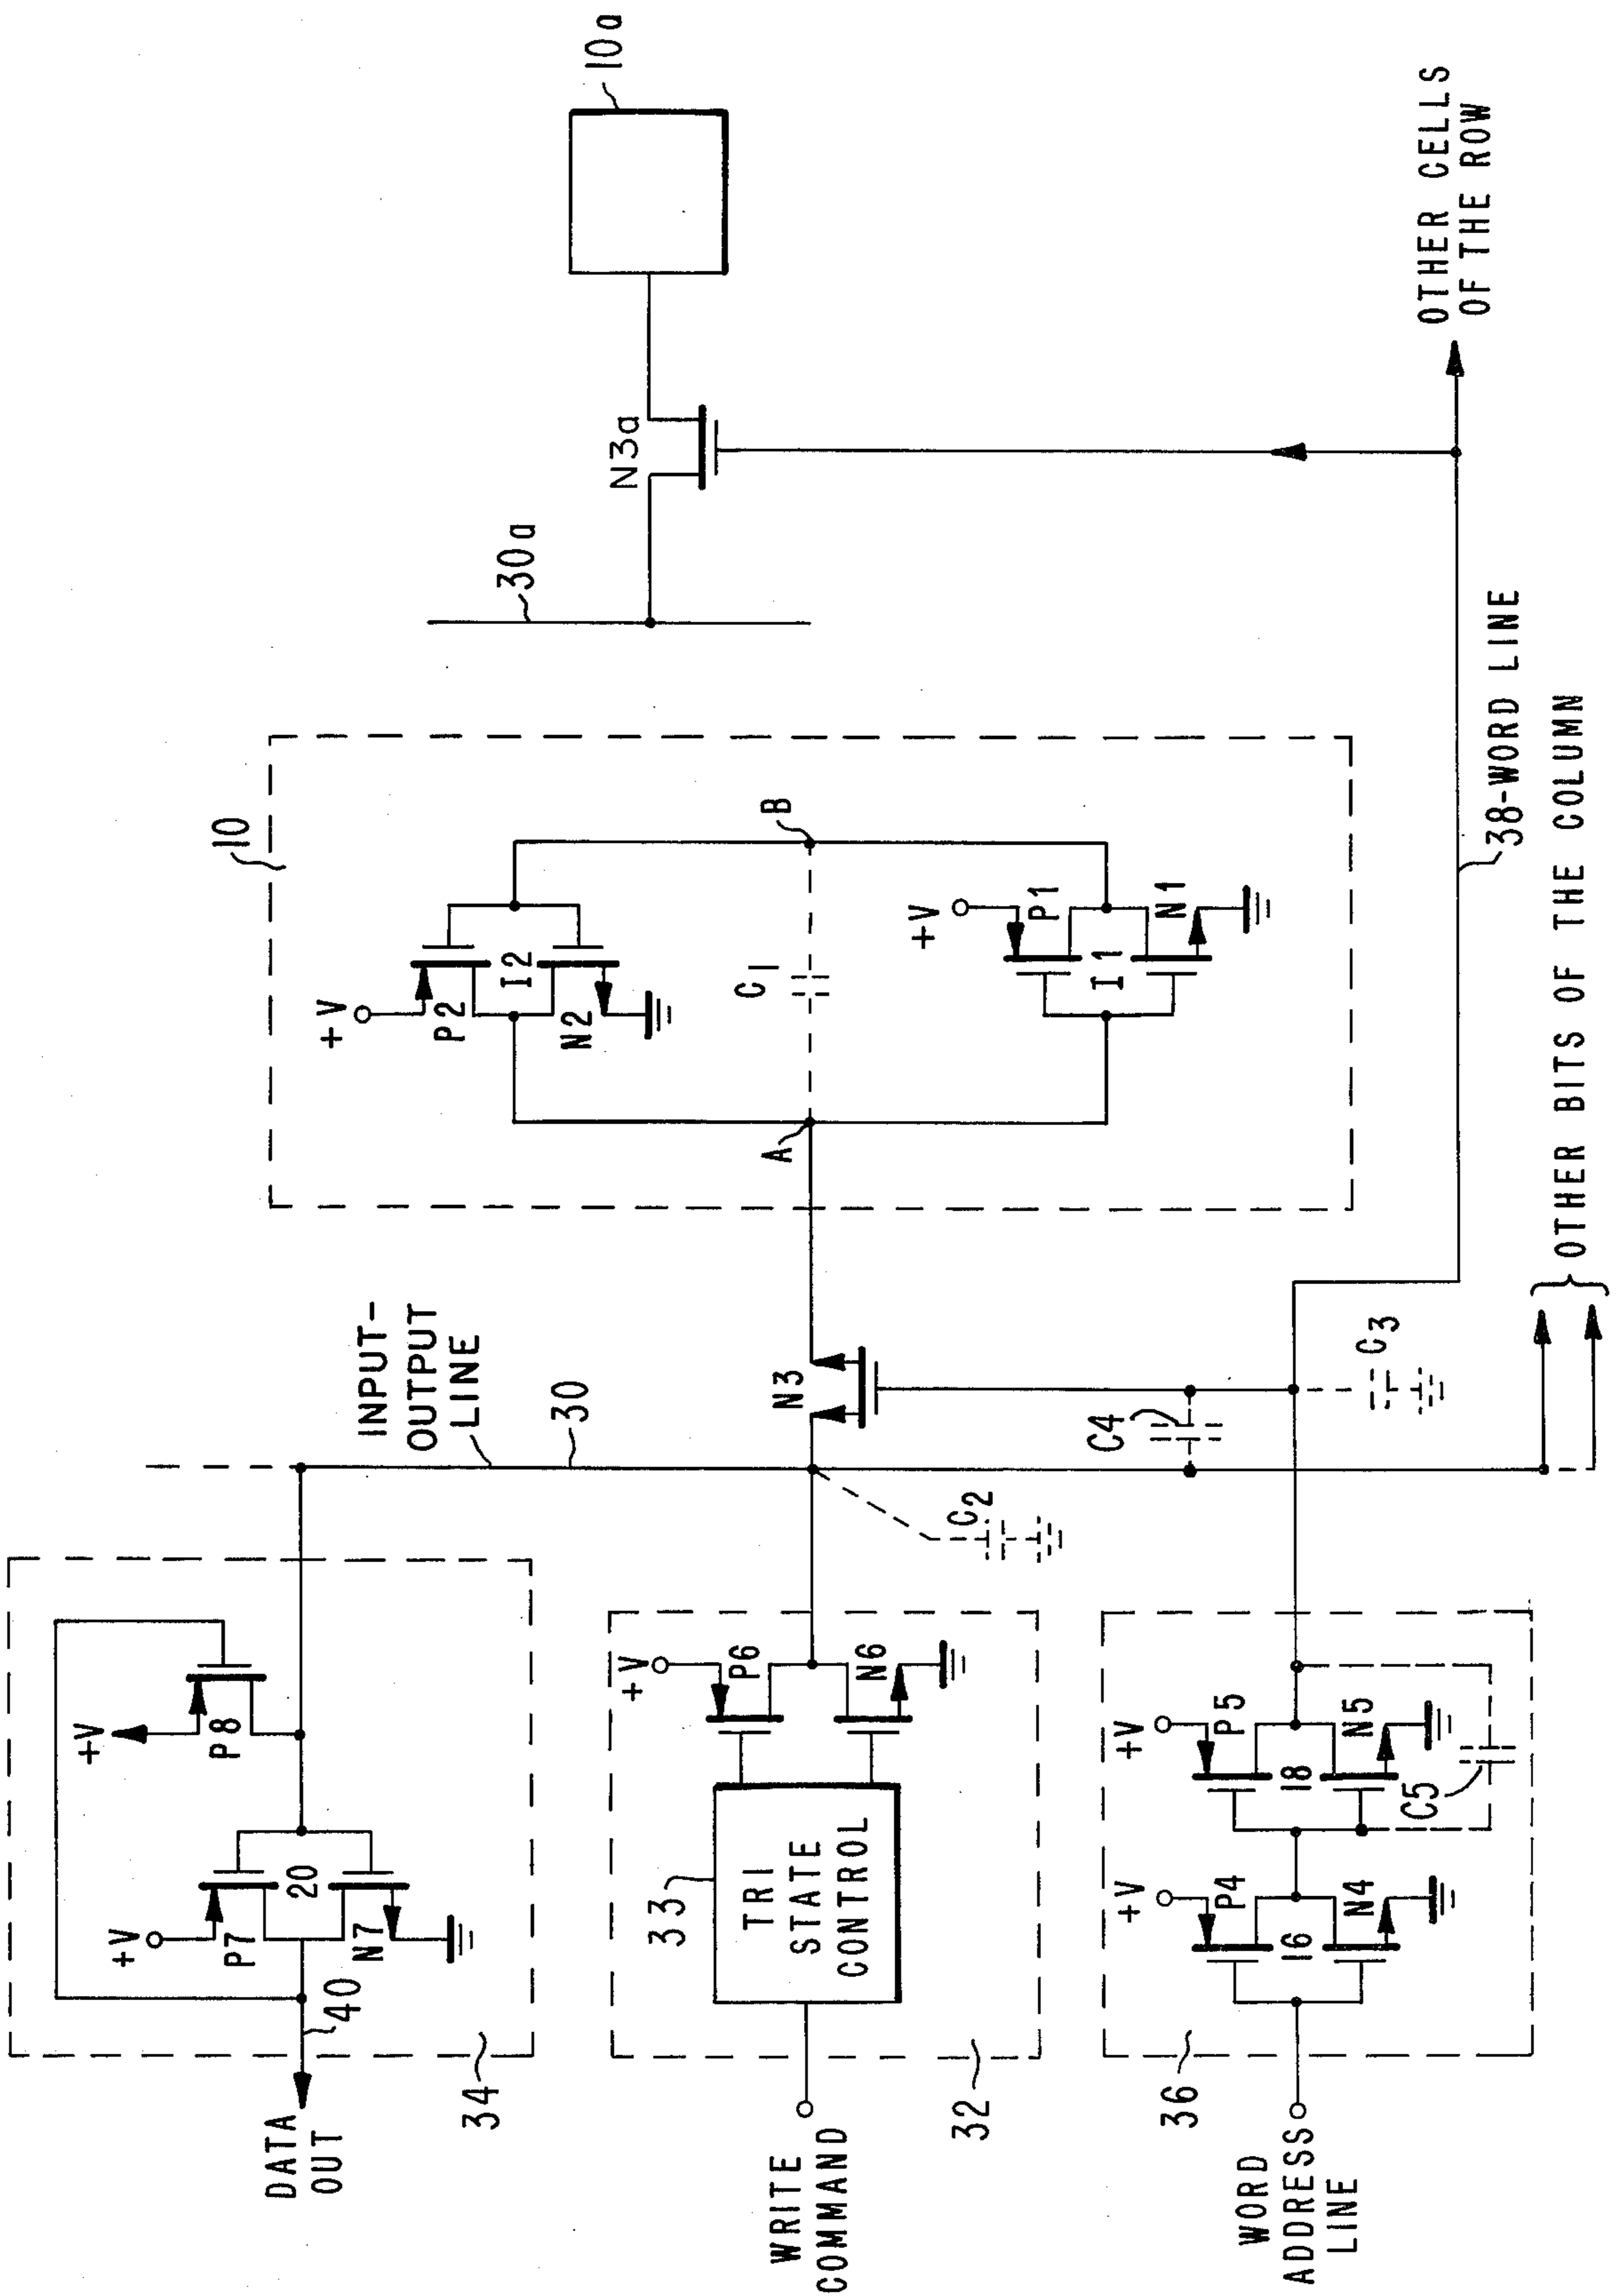 DATA
OUT
40
34
+V
P7
20
N7
+V
P8
INPUT-
OUTPUT
LINE
30
10
+V
P2
I2
N2
C1
A
B
+V
P1
I1
N1
30a
N3a
10a
WRITE
COMMAND
32
33
TRI
STATE
CONTROL
+V
P6
N6
C2
N3
C4
C3
WORD
ADDRESS
LINE
36
+V
P4
16
N4
+V
P5
18
N5
C5
38-WORD LINE
OTHER BITS OF THE COLUMN
OTHER CELLS
OF THE ROW